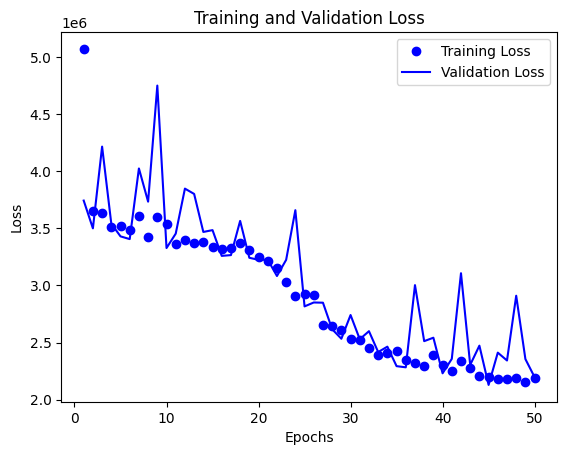 Training and Validation Loss
1e6
Training Loss
Validation Loss
5.0
4.5
4.0
3.5
3.0
2.5
2.0
Loss
0
10
20
30
40
50
Epochs